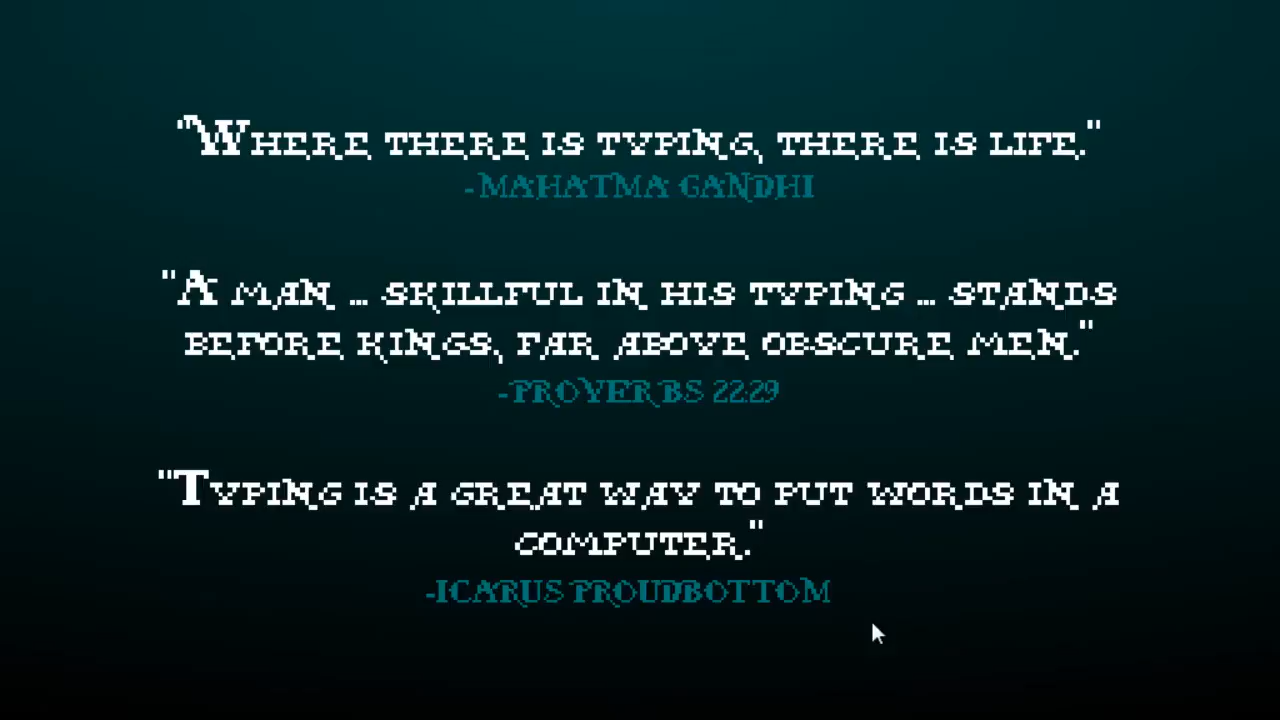 "Where there is typing, there is life."
-Mahatma Gandhi
"A man ... skillful in his typing ... stands
before kings, far above obscure men."
-Proverbs 22:29
"Typing is a great way to put words in a
computer."
-Icarus Proudbottom